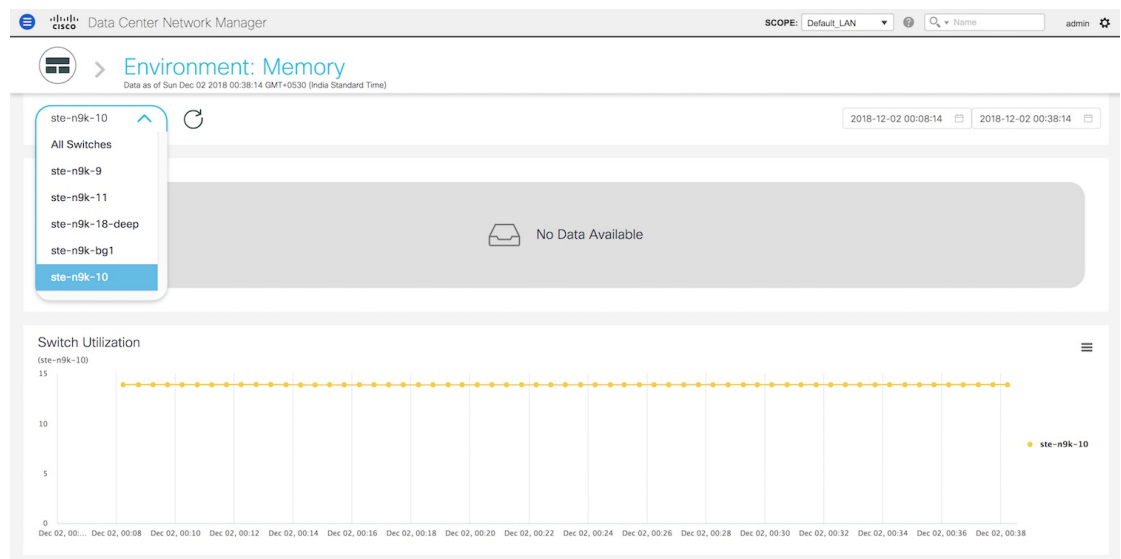 cisco Data Center Network Manager SCOPE: Default_LAN Name admin
Environment: Memory
Data as of Sun Dec 02 2018 00:38:14 GMT+0530 (India Standard Time)
ste-n9k-10 2018-12-02 00:08:14 2018-12-02 00:38:14
All Switches
ste-n9k-9
ste-n9k-11
ste-n9k-18-deep
ste-n9k-bg1
ste-n9k-10
No Data Available
Switch Utilization
(ste-n9k-10)
15
10
5
0
ste-n9k-10
Dec 02, 00:... Dec 02, 00:08 Dec 02, 00:10 Dec 02, 00:12 Dec 02, 00:14 Dec 02, 00:16 Dec 02, 00:18 Dec 02, 00:20 Dec 02, 00:22 Dec 02, 00:24 Dec 02, 00:26 Dec 02, 00:28 Dec 02, 00:30 Dec 02, 00:32 Dec 02, 00:34 Dec 02, 00:36 Dec 02, 00:38